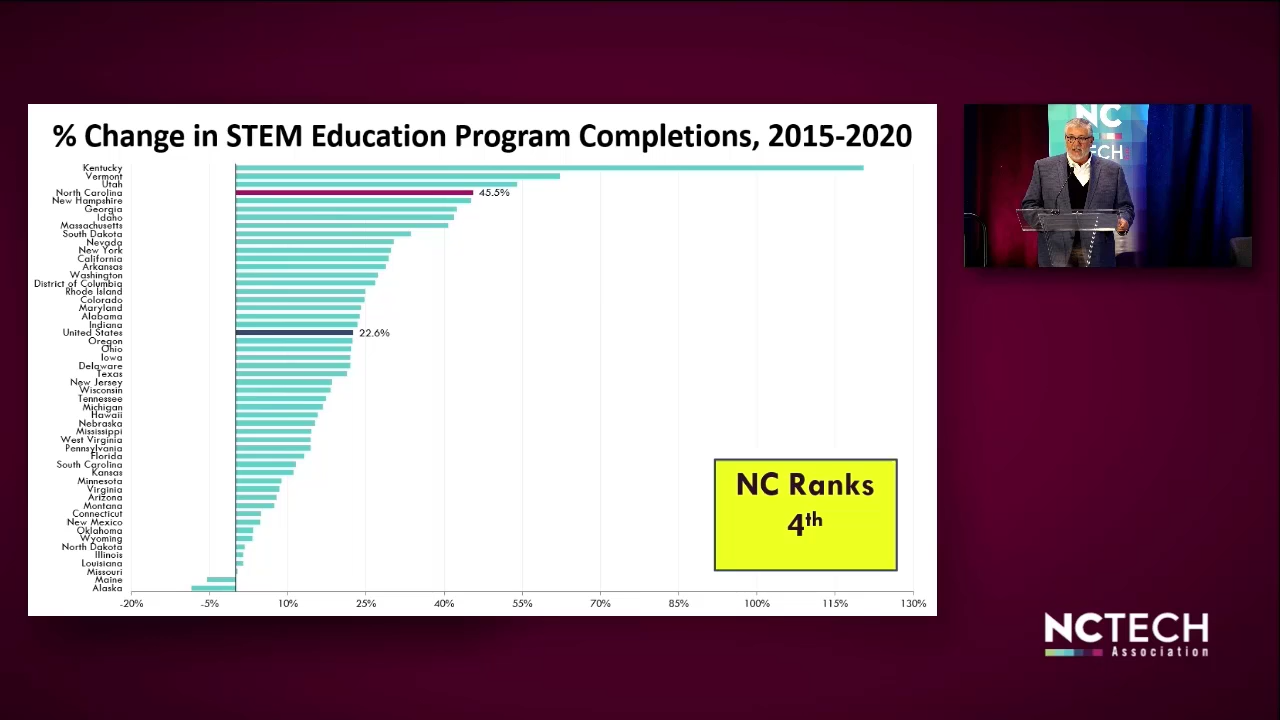 % Change in STEM Education Program Completions, 2015-2020
Kentucky
Vermont
Utah
North Carolina
45.5%
New Hampshire
Georgia
Idaho
Massachusetts
South Dakota
Nevada
New York
California
Arkansas
Washington
District of Columbia
Rhode Island
Colorado
Maryland
Alabama
Indiana
United States
22.6%
Oregon
Ohio
Iowa
Delaware
Texas
New Jersey
Wisconsin
Tennessee
Michigan
Hawaii
Nebraska
Mississippi
West Virginia
Pennsylvania
Florida
South Carolina
Kansas
Minnesota
Virginia
Arizona
Montana
Connecticut
New Mexico
Oklahoma
Wyoming
North Dakota
Illinois
Louisiana
Missouri
Maine
Alaska
-20% -5% 10% 25% 40% 55% 70% 85% 100% 115% 130%
NC Ranks
4th
NC
TECH
NCTECH
Association